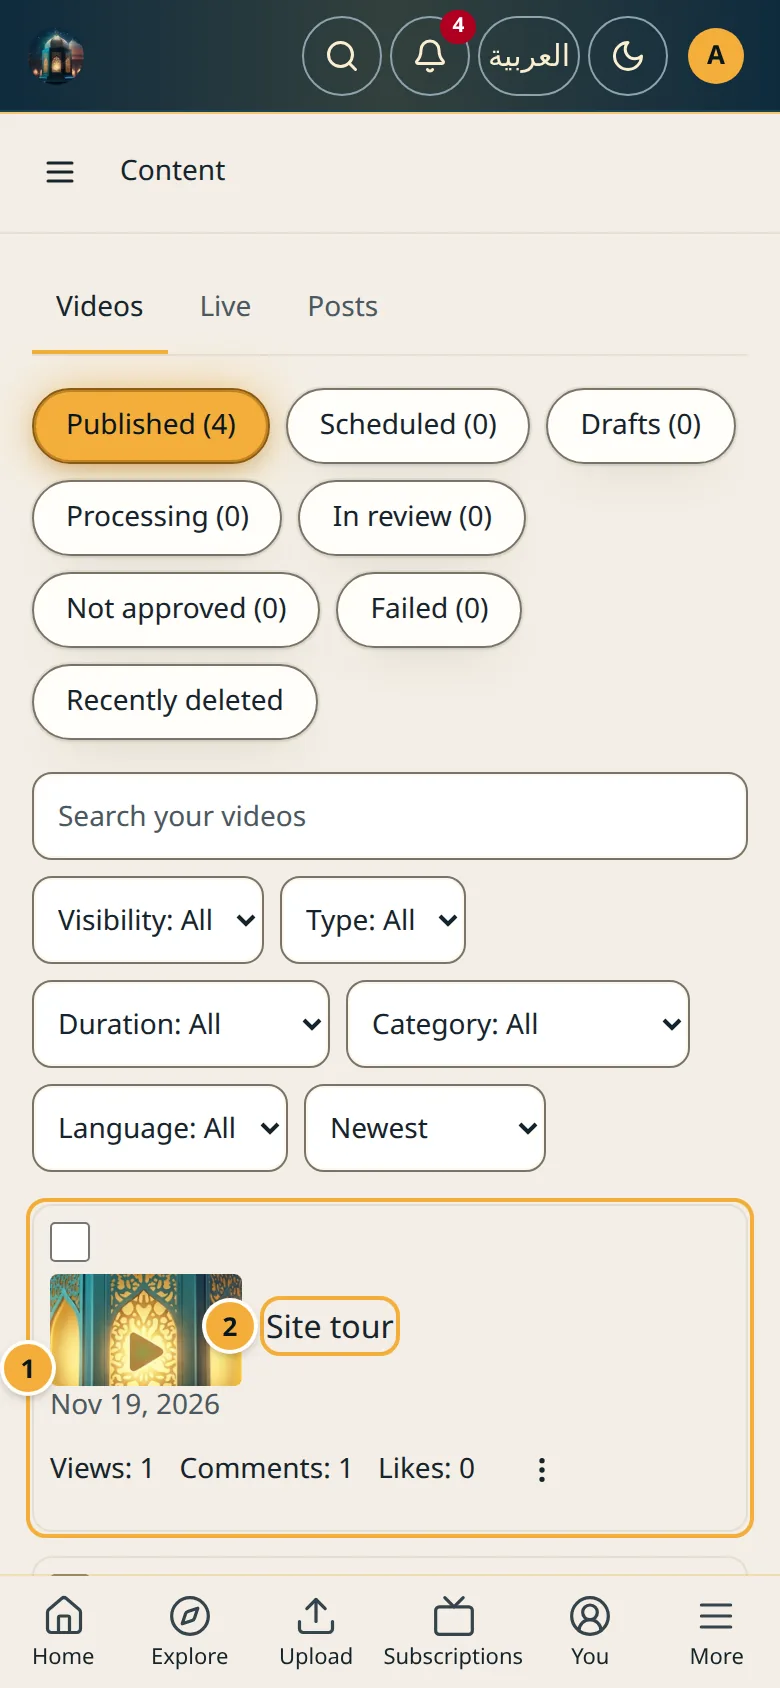 4
العربية
A
Content
Videos Live Posts
Published (4) Scheduled (0) Drafts (0)
Processing (0) In review (0)
Not approved (0) Failed (0)
Recently deleted
Search your videos
Visibility: All Type: All
Duration: All Category: All
Language: All Newest
2 Site tour
1
Nov 19, 2026
Views: 1 Comments: 1 Likes: 0
Home Explore Upload Subscriptions You More